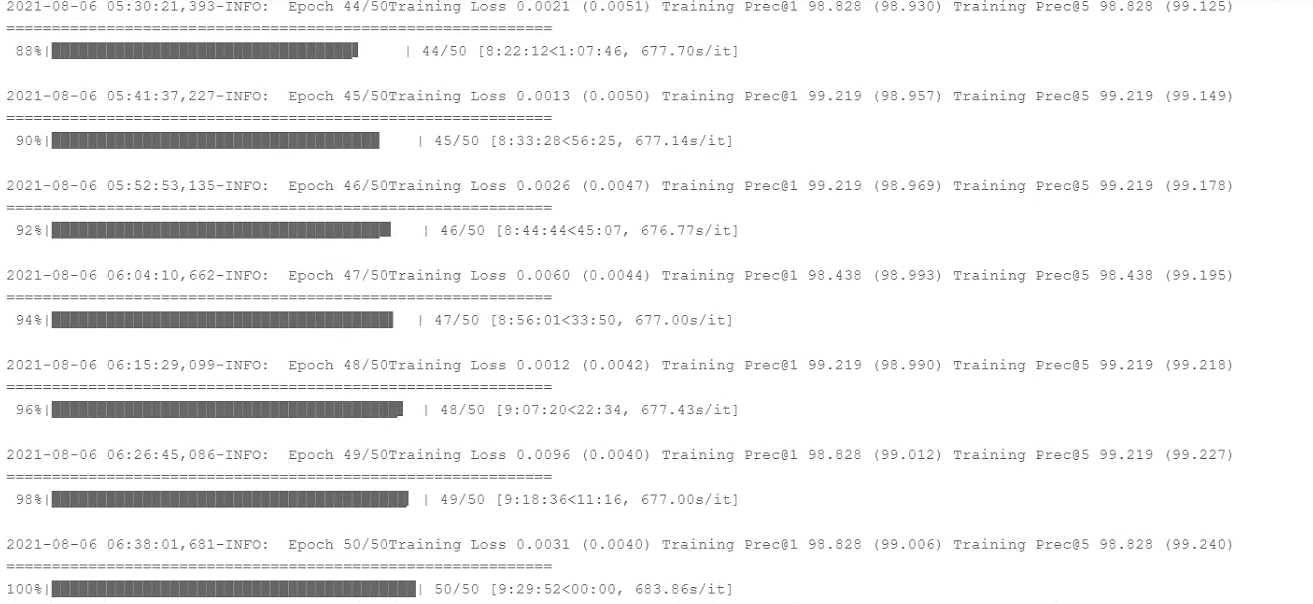 2021-08-06 05:30:21,393-INFO:  Epoch 44/50Training Loss 0.0021 (0.0051) Training Prec@1 98.828 (98.930) Training Prec@5 98.828 (99.125)
============================================================
88%|██████████████████████████████████     | 44/50 [8:22:12<1:07:46, 677.70s/it]
2021-08-06 05:41:37,227-INFO:  Epoch 45/50Training Loss 0.0013 (0.0050) Training Prec@1 99.219 (98.957) Training Prec@5 99.219 (99.149)
============================================================
90%|████████████████████████████████████    | 45/50 [8:33:28<56:25, 677.14s/it]
2021-08-06 05:52:53,135-INFO:  Epoch 46/50Training Loss 0.0026 (0.0047) Training Prec@1 99.219 (98.969) Training Prec@5 99.219 (99.178)
============================================================
92%|█████████████████████████████████████   | 46/50 [8:44:44<45:07, 676.77s/it]
2021-08-06 06:04:10,662-INFO:  Epoch 47/50Training Loss 0.0060 (0.0044) Training Prec@1 98.438 (98.993) Training Prec@5 98.438 (99.195)
============================================================
94%|█████████████████████████████████████▌  | 47/50 [8:56:01<33:50, 677.00s/it]
2021-08-06 06:15:29,099-INFO:  Epoch 48/50Training Loss 0.0012 (0.0042) Training Prec@1 99.219 (98.990) Training Prec@5 99.219 (99.218)
============================================================
96%|██████████████████████████████████████▍ | 48/50 [9:07:20<22:34, 677.43s/it]
2021-08-06 06:26:45,086-INFO:  Epoch 49/50Training Loss 0.0096 (0.0040) Training Prec@1 98.828 (99.012) Training Prec@5 99.219 (99.227)
============================================================
98%|███████████████████████████████████████▏| 49/50 [9:18:36<11:16, 677.00s/it]
2021-08-06 06:38:01,681-INFO:  Epoch 50/50Training Loss 0.0031 (0.0040) Training Prec@1 98.828 (99.006) Training Prec@5 98.828 (99.240)
============================================================
100%|████████████████████████████████████████| 50/50 [9:29:52<00:00, 683.86s/it]